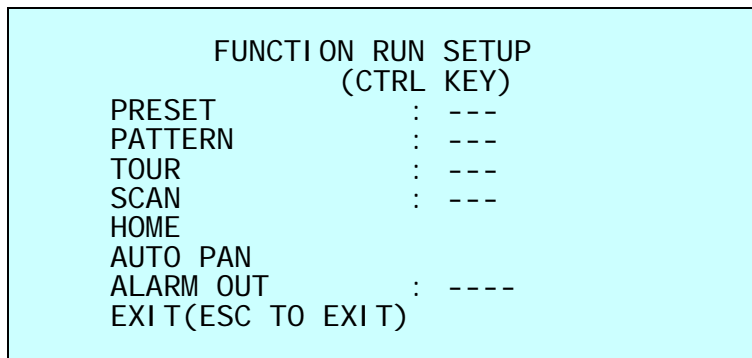 FUNCTION RUN SETUP
(CTRL KEY)
PRESET : ---
PATTERN : ---
TOUR : ---
SCAN : ---
HOME
AUTO PAN
ALARM OUT : ----
EXIT(ESC TO EXIT)